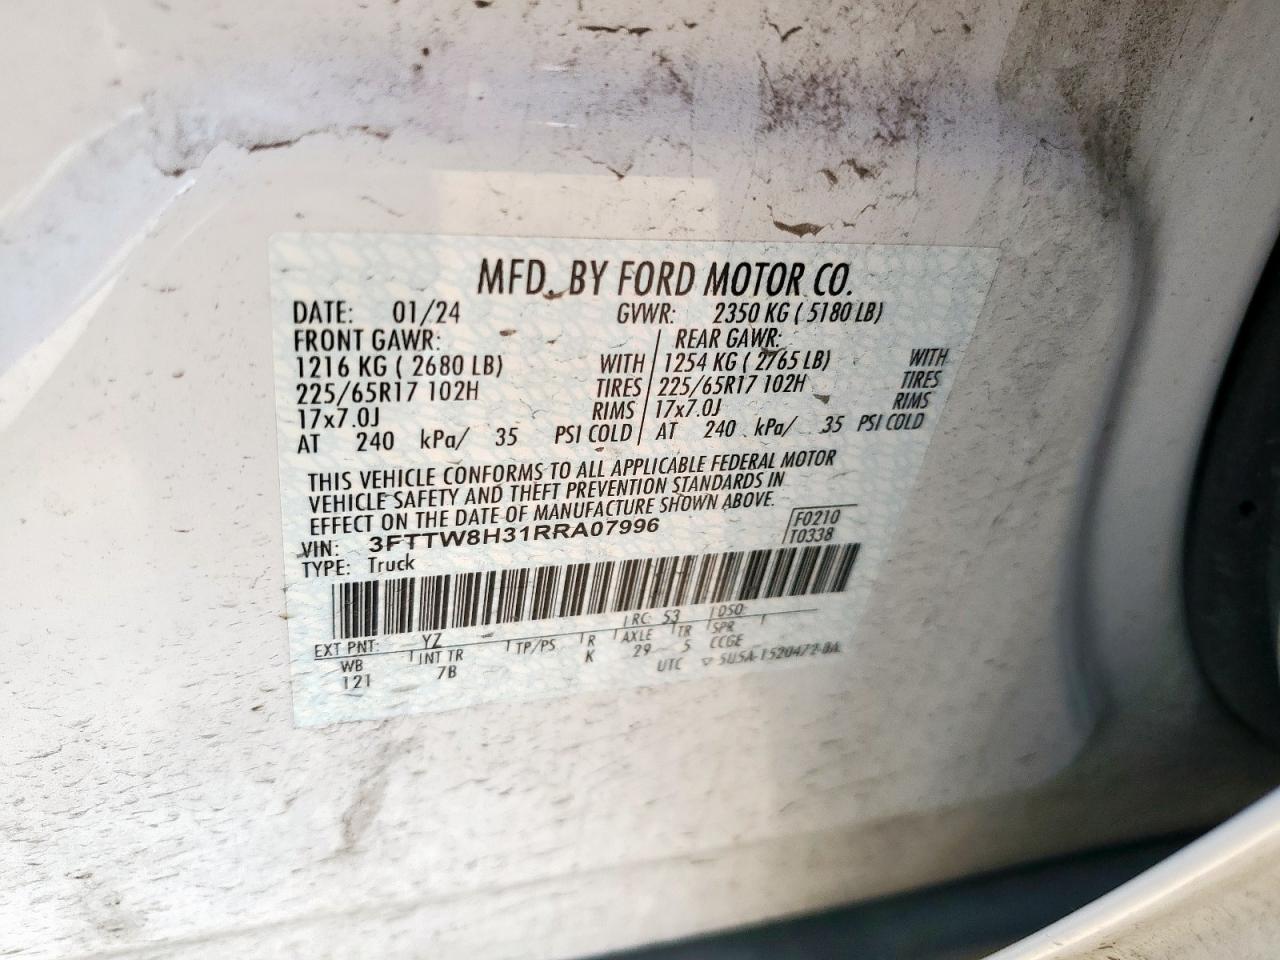 MFD. BY FORD MOTOR CO.
DATE: 01/24 GVWR: 2350 KG ( 5180 LB)
FRONT GAWR: REAR GAWR:
1216 KG ( 2680 LB) WITH 1254 KG ( 2765 LB) WITH
225/65R17 102H TIRES 225/65R17 102H TIRES
17x7.0J RIMS 17x7.0J RIMS
AT 240 kPa/ 35 PSI COLD AT 240 kPa/ 35 PSI COLD
THIS VEHICLE CONFORMS TO ALL APPLICABLE FEDERAL MOTOR
VEHICLE SAFETY AND THEFT PREVENTION STANDARDS IN
EFFECT ON THE DATE OF MANUFACTURE SHOWN ABOVE.
VIN: 3FTTW8H31RRA07996 F0210
TYPE: Truck T0338
EXT PNT: YZ RC: 53 DSO:
WB INT TR TP/PS R AXLE TR SPR
121 7B K 29 5 CCGE
UTC 5U5A-1520472-BA